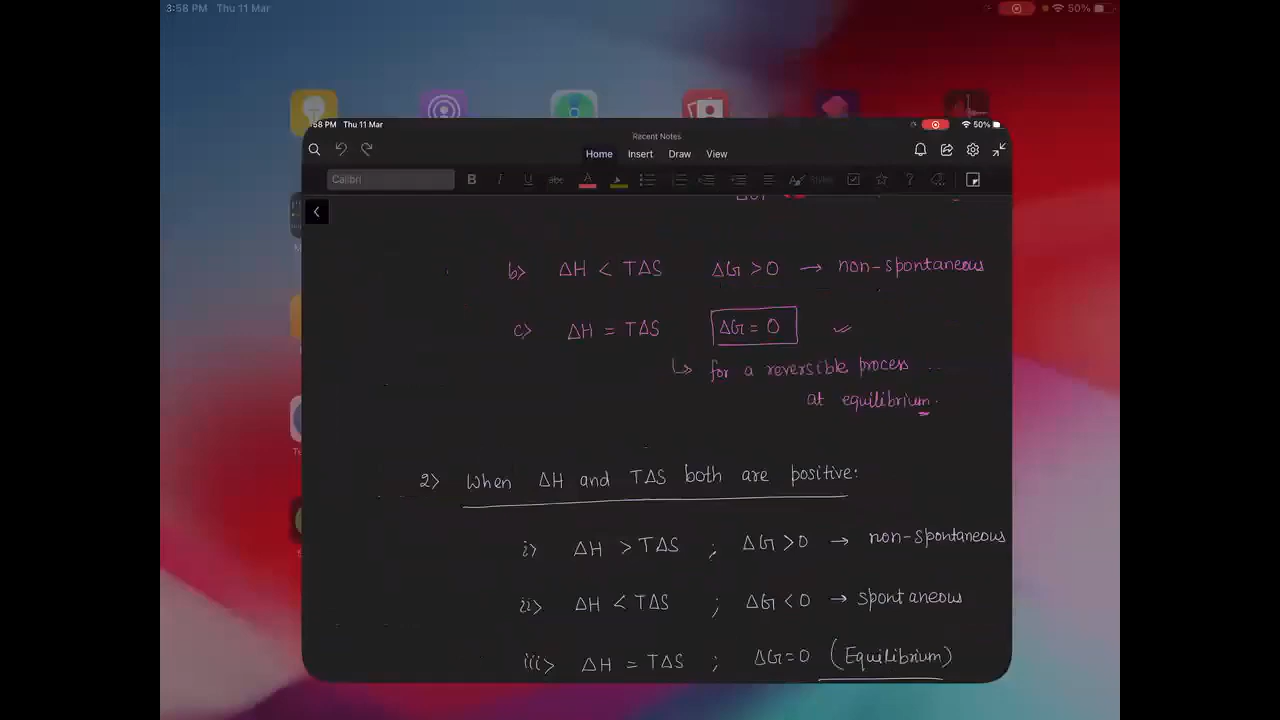 3:58 PM Thu 11 Mar 50%
:58 PM Thu 11 Mar 50%
Recent Notes
Home Insert Draw View
Calibri B I U abc A Styles ?
b> ΔH < TΔS ΔG > 0 → non-spontaneous
c) ΔH = TΔS ΔG = 0
↳ for a reversible process ...
at equilibrium.
2> When ΔH and TΔS both are positive:
i> ΔH > TΔS ; ΔG > 0 → non-spontaneous
ii> ΔH < TΔS ; ΔG < 0 → spontaneous
iii> ΔH = TΔS ; ΔG=0 (Equilibrium)